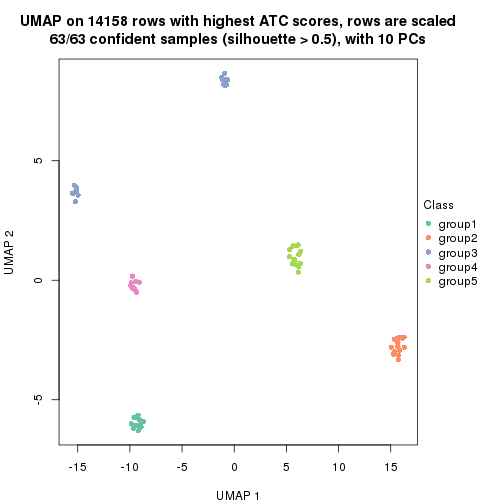 UMAP on 14158 rows with highest ATC scores, rows are scaled
63/63 confident samples (silhouette > 0.5), with 10 PCs
UMAP 2
5
0
-5
-15
-10
-5
0
5
10
15
UMAP 1
Class
group1
group2
group3
group4
group5